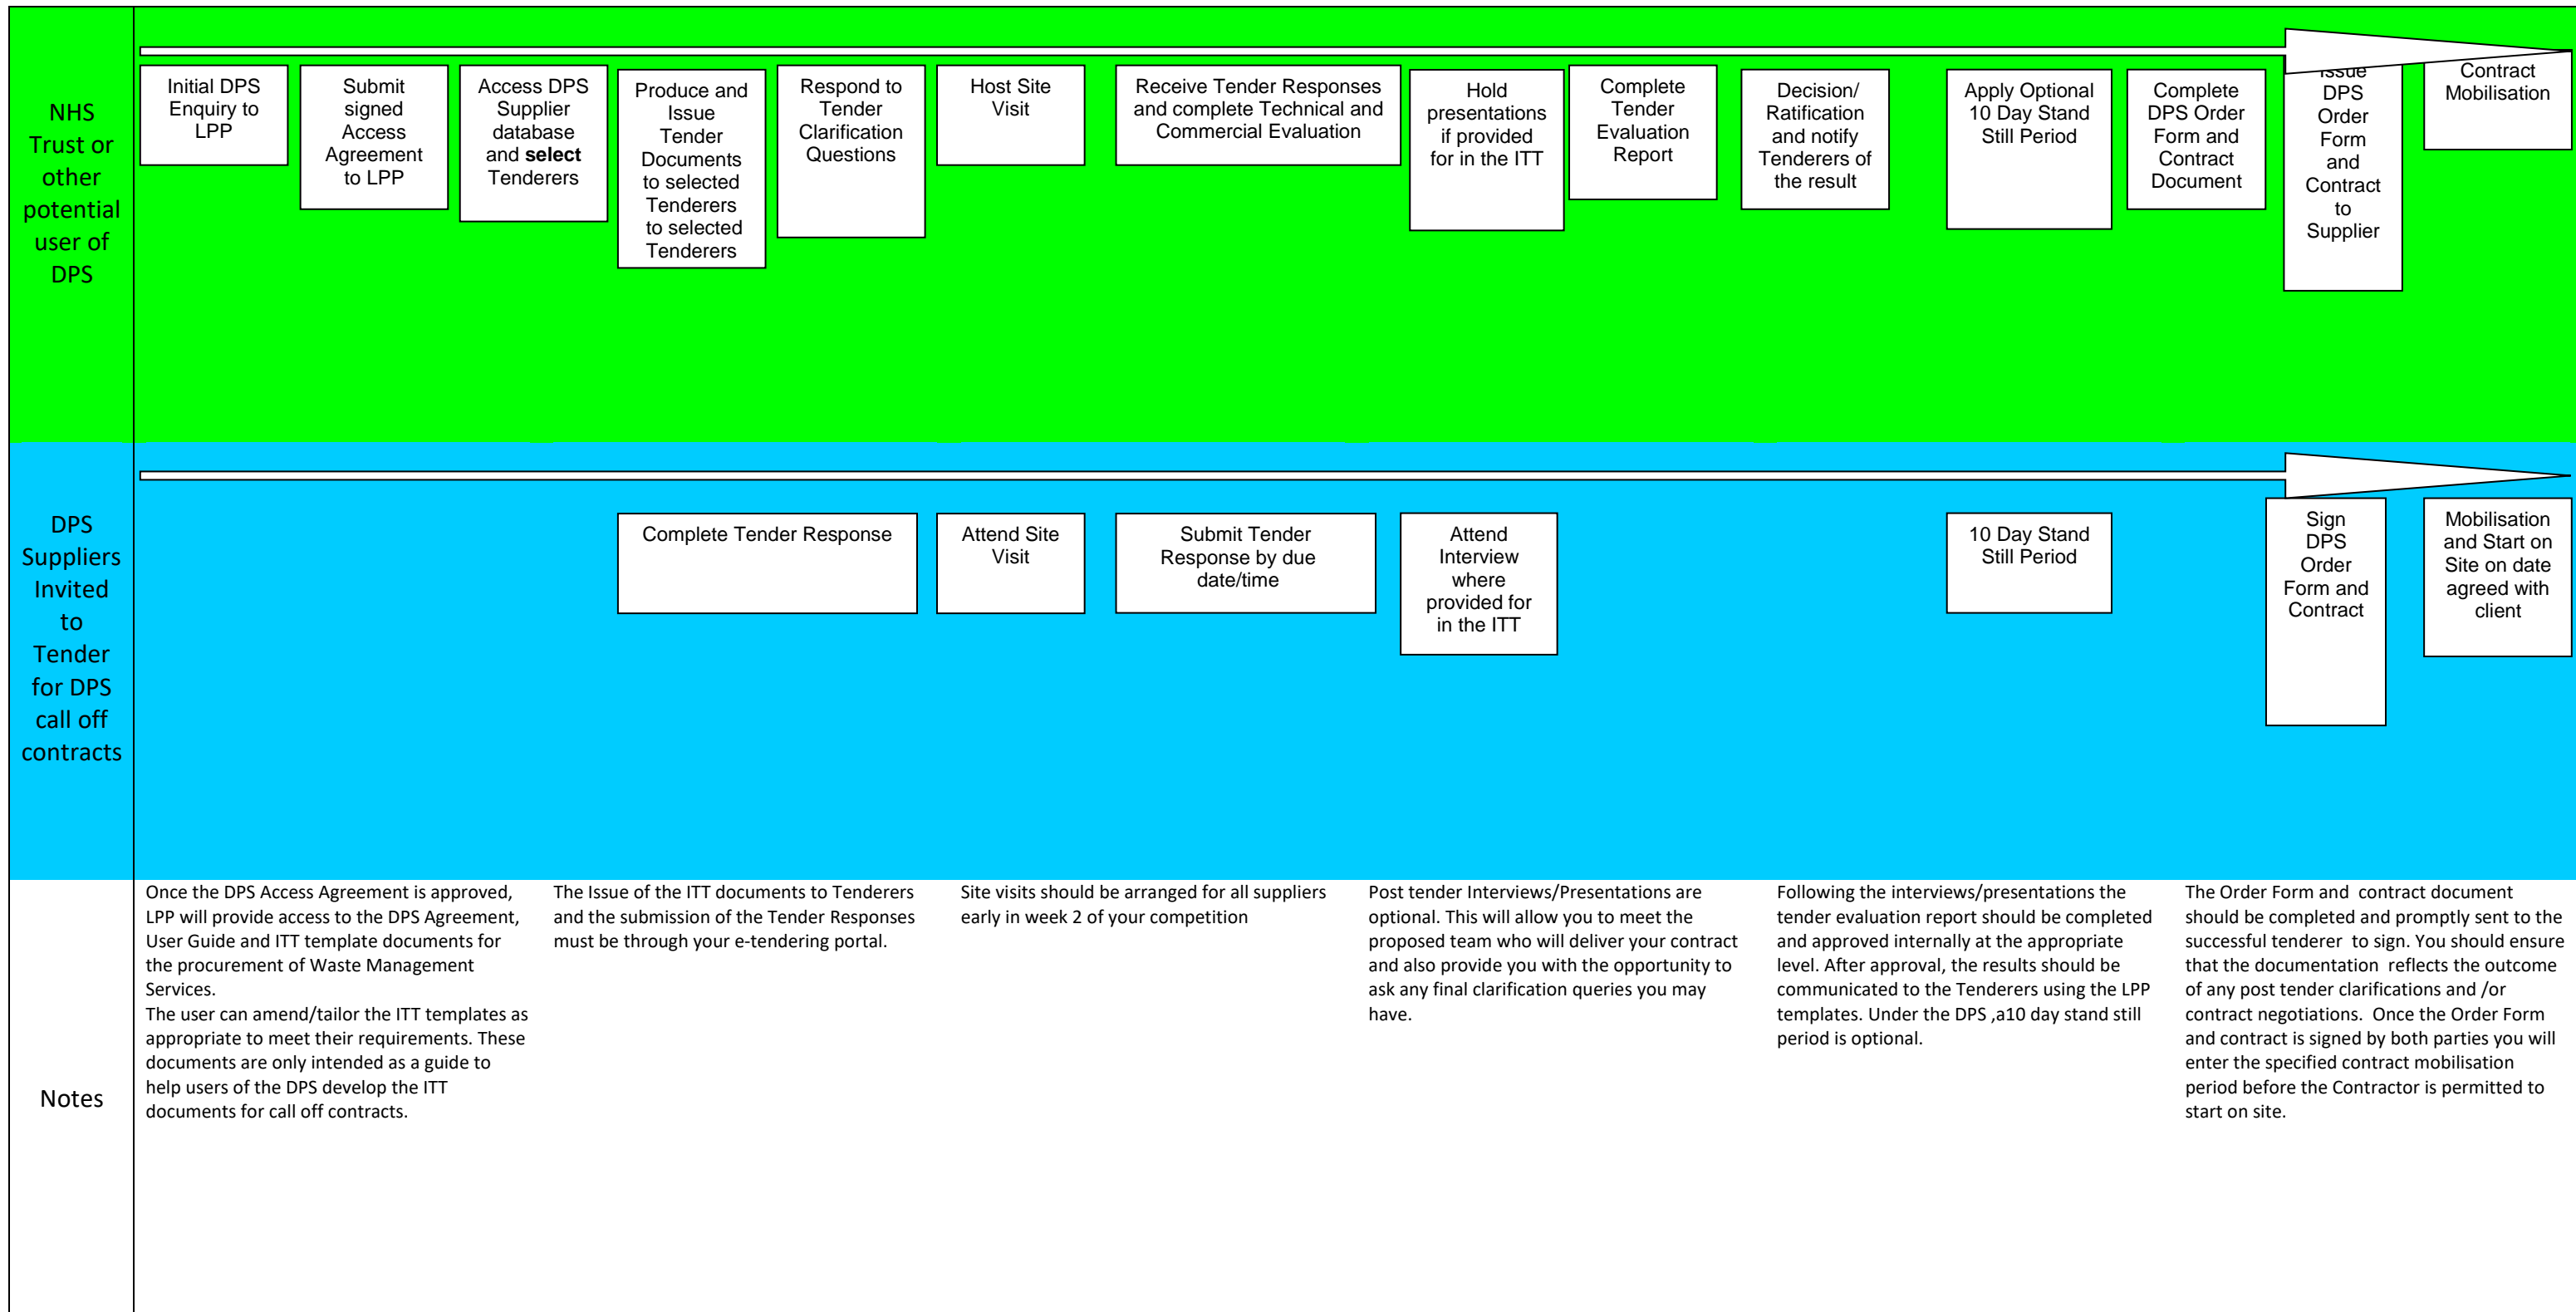 NHS
Trust or
other
potential
user of
DPS
Initial DPS
Enquiry to
LPP
Submit
signed
Access
Agreement
to LPP
Access DPS
Supplier
database
and select
Tenderers
Produce and
Issue
Tender
Documents
to selected
Tenderers
to selected
Tenderers
Respond to
Tender
Clarification
Questions
Host Site
Visit
Receive Tender Responses
and complete Technical and
Commercial Evaluation
Hold
presentations
if provided
for in the ITT
Complete
Tender
Evaluation
Report
Decision/
Ratification
and notify
Tenderers of
the result
Apply Optional
10 Day Stand
Still Period
Complete
DPS Order
Form and
Contract
Document
Issue
DPS
Order
Form
and
Contract
to
Supplier
Contract
Mobilisation
DPS
Suppliers
Invited
to
Tender
for DPS
call off
contracts
Complete Tender Response
Attend Site
Visit
Submit Tender
Response by due
date/time
Attend
Interview
where
provided for
in the ITT
10 Day Stand
Still Period
Sign
DPS
Order
Form and
Contract
Mobilisation
and Start on
Site on date
agreed with
client
Notes
Once the DPS Access Agreement is approved,
LPP will provide access to the DPS Agreement,
User Guide and ITT template documents for
the procurement of Waste Management
Services.
The user can amend/tailor the ITT templates as
appropriate to meet their requirements. These
documents are only intended as a guide to
help users of the DPS develop the ITT
documents for call off contracts.
The Issue of the ITT documents to Tenderers
and the submission of the Tender Responses
must be through your e-tendering portal.
Site visits should be arranged for all suppliers
early in week 2 of your competition
Post tender Interviews/Presentations are
optional. This will allow you to meet the
proposed team who will deliver your contract
and also provide you with the opportunity to
ask any final clarification queries you may
have.
Following the interviews/presentations the
tender evaluation report should be completed
and approved internally at the appropriate
level. After approval, the results should be
communicated to the Tenderers using the LPP
templates. Under the DPS ,a10 day stand still
period is optional.
The Order Form and  contract document
should be completed and promptly sent to the
successful tenderer  to sign. You should ensure
that the documentation  reflects the outcome
of any post tender clarifications and /or
contract negotiations.  Once the Order Form
and contract is signed by both parties you will
enter the specified contract mobilisation
period before the Contractor is permitted to
start on site.